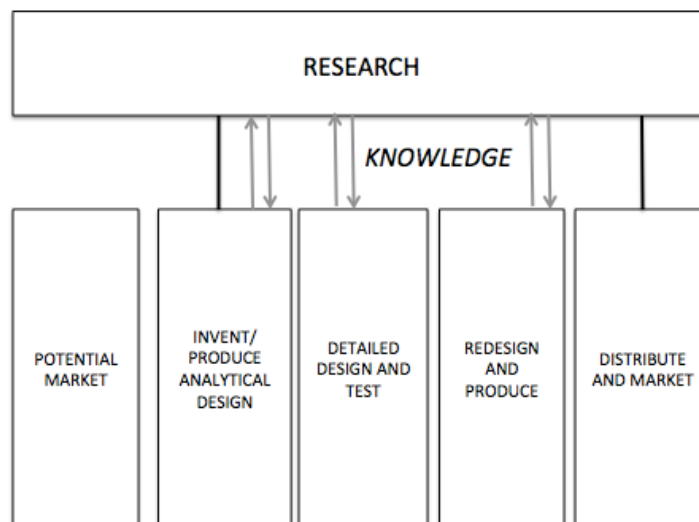 RESEARCH
KNOWLEDGE
POTENTIAL
MARKET
INVENT/
PRODUCE
ANALYTICAL
DESIGN
DETAILED
DESIGN AND
TEST
REDESIGN
AND
PRODUCE
DISTRIBUTE
AND MARKET